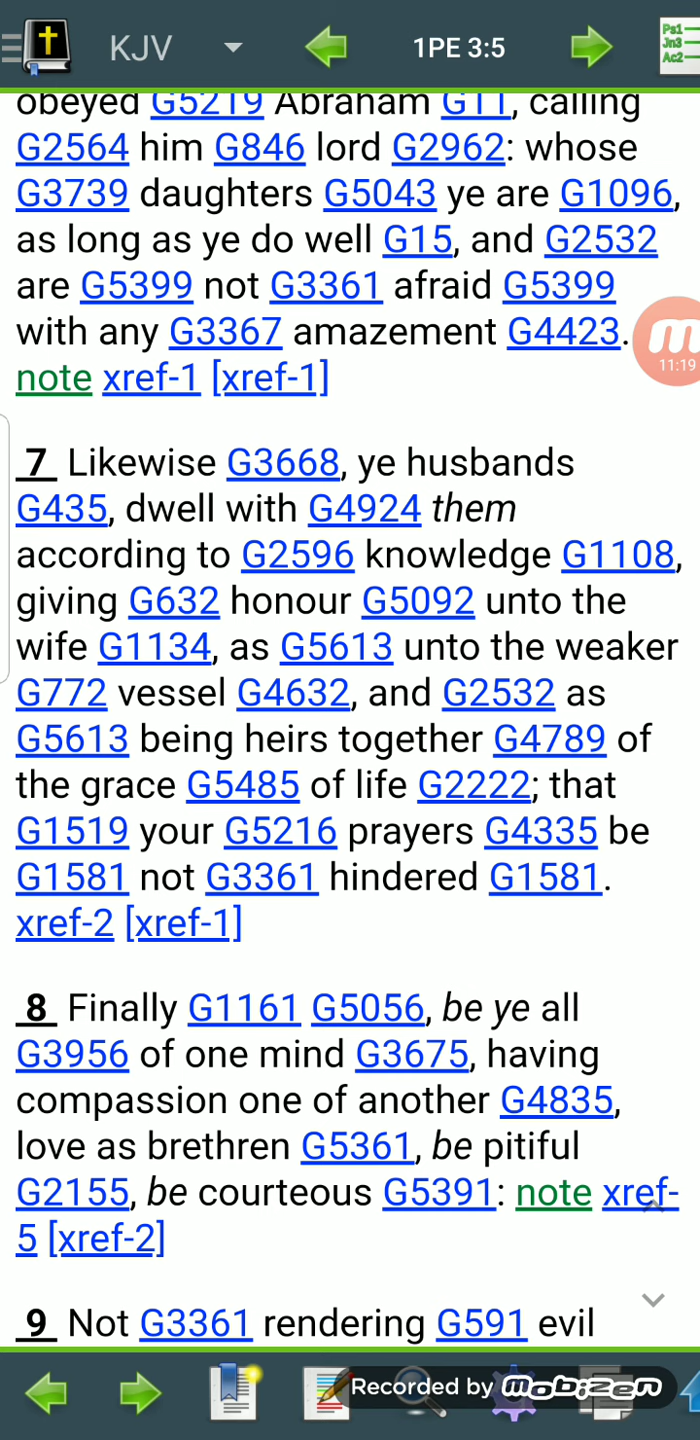 KJV
1PE 3:5
Ps1
Jn3
Ac2
obeyed G5219 Abraham G11, calling
G2564 him G846 lord G2962: whose
G3739 daughters G5043 ye are G1096,
as long as ye do well G15, and G2532
are G5399 not G3361 afraid G5399
with any G3367 amazement G4423.
11:19
note xref-1 [xref-1]
7 Likewise G3668, ye husbands
G435, dwell with G4924 them
according to G2596 knowledge G1108,
giving G632 honour G5092 unto the
wife G1134, as G5613 unto the weaker
G772 vessel G4632, and G2532 as
G5613 being heirs together G4789 of
the grace G5485 of life G2222; that
G1519 your G5216 prayers G4335 be
G1581 not G3361 hindered G1581.
xref-2 [xref-1]
8 Finally G1161 G5056, be ye all
G3956 of one mind G3675, having
compassion one of another G4835,
love as brethren G5361, be pitiful
G2155, be courteous G5391: note xref-
5 [xref-2]
9 Not G3361 rendering G591 evil
Recorded by mobizen